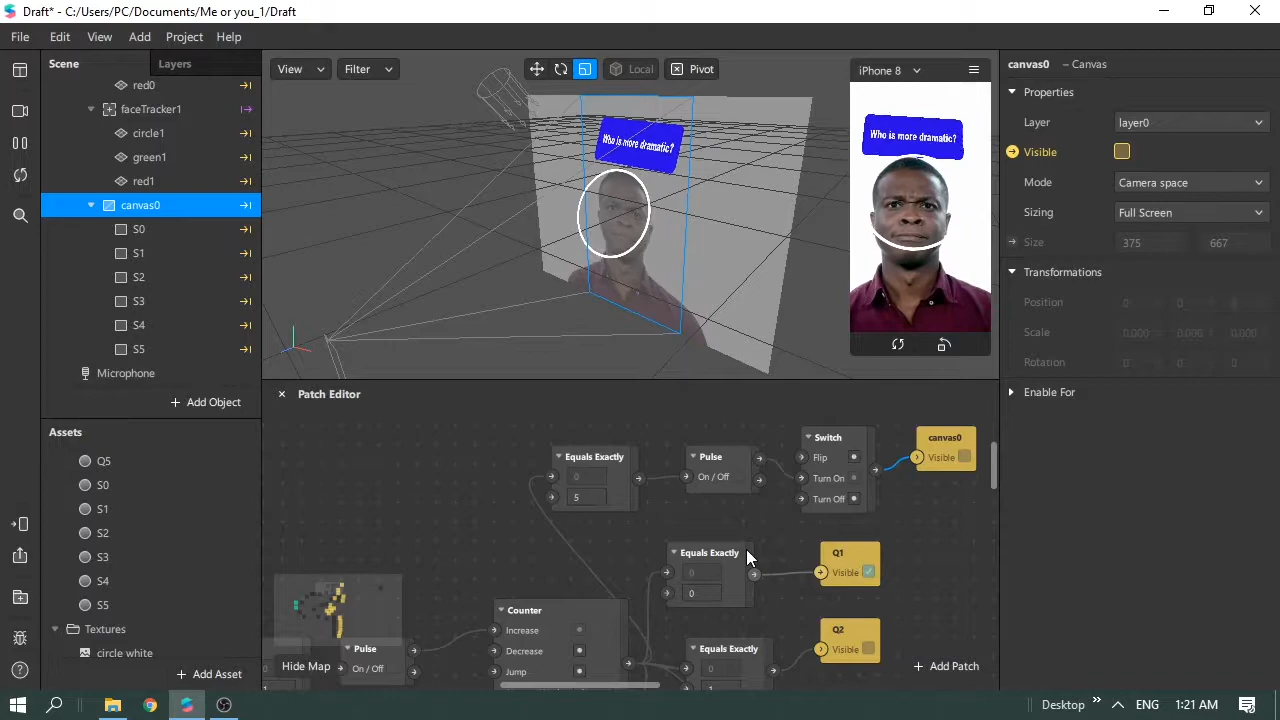 Draft* - C:/Users/PC/Documents/Me or you_1/Draft
File Edit View Add Project Help
Scene Layers
red0
faceTracker1
circle1
green1
red1
canvas0
S0
S1
S2
S3
S4
S5
Microphone
+ Add Object
Assets
Q5
S0
S1
S2
S3
S4
S5
Textures
circle white
+ Add Asset
View Filter Local Pivot
Who is more dramatic?
iPhone 8
Who is more dramatic?
Patch Editor
Equals Exactly
0
5
Pulse
On / Off
Switch
Flip
Turn On
Turn Off
canvas0
Visible
Equals Exactly
0
0
Q1
Visible
Counter
Increase
Decrease
Jump
Pulse
On / Off
Equals Exactly
0
1
Q2
Visible
Hide Map
+ Add Patch
canvas0 – Canvas
Properties
Layer layer0
Visible
Mode Camera space
Sizing Full Screen
Size 375 667
Transformations
Position 0 0 0
Scale 0.000 0.000 0.000
Rotation 0 0 0
Enable For
Desktop ENG 1:21 AM